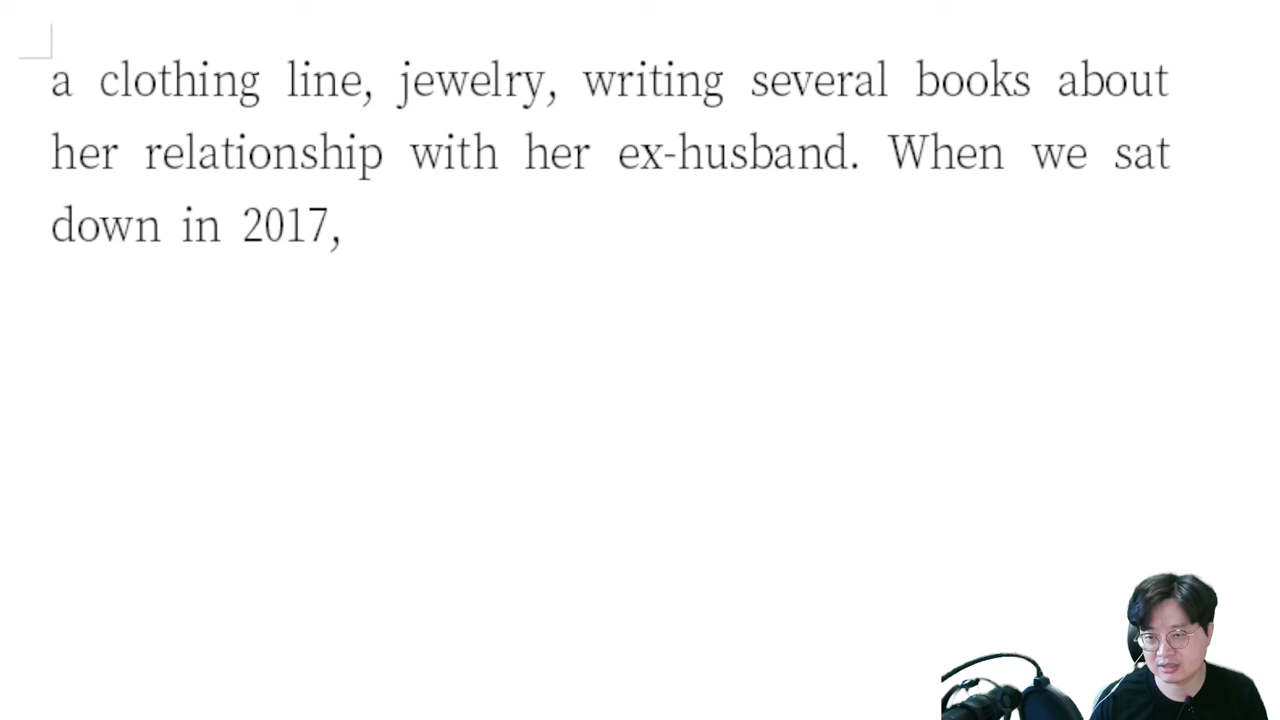 a clothing line, jewelry, writing several books about
her relationship with her ex-husband. When we sat
down in 2017,